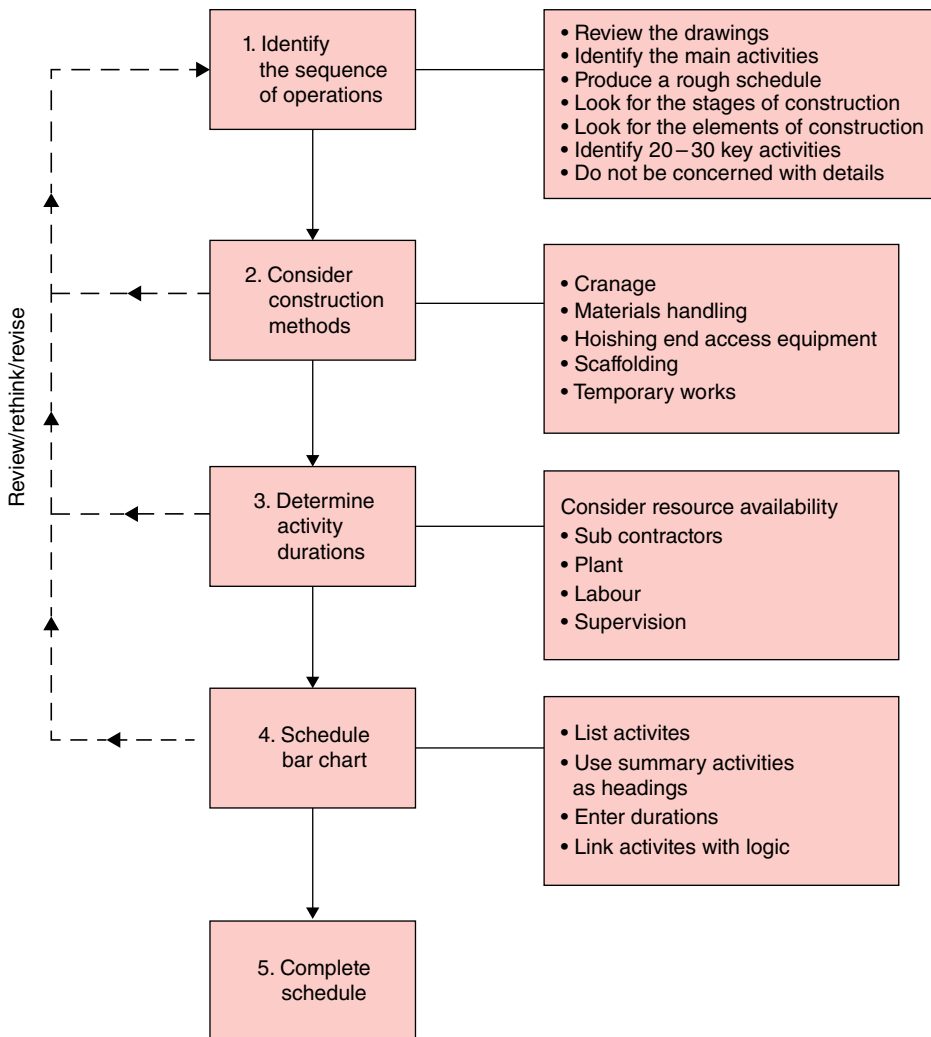 1. Identify
the sequence
of operations
• Review the drawings
• Identify the main activities
• Produce a rough schedule
• Look for the stages of construction
• Look for the elements of construction
• Identify 20–30 key activities
• Do not be concerned with details
2. Consider
construction
methods
• Cranage
• Materials handling
• Hoishing end access equipment
• Scaffolding
• Temporary works
Review/rethink/revise
3. Determine
activity
durations
Consider resource availability
• Sub contractors
• Plant
• Labour
• Supervision
4. Schedule
bar chart
• List activites
• Use summary activities
as headings
• Enter durations
• Link activites with logic
5. Complete
schedule